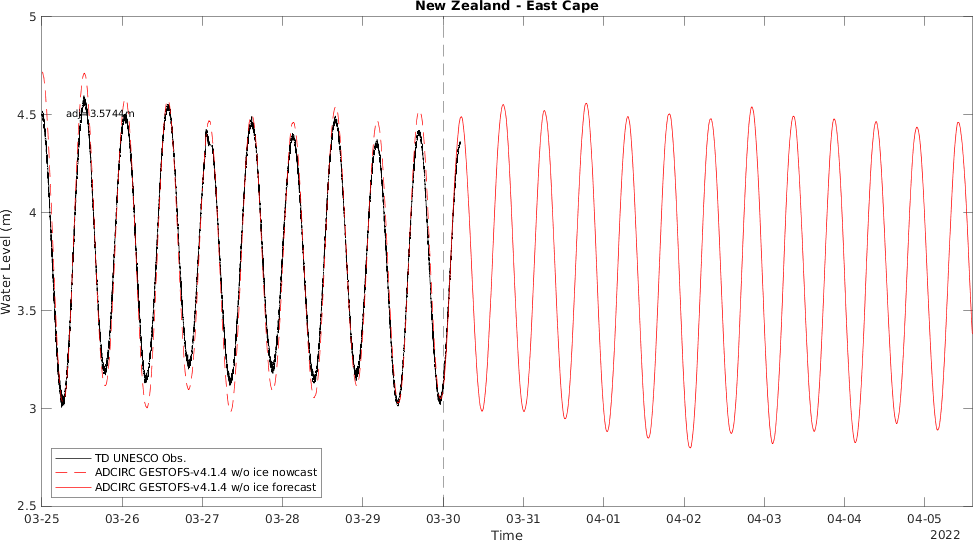 New Zealand - East Cape
5
4.5
4
3.5
3
2.5
Water Level (m)
adj=3.5744m
TD UNESCO Obs.
ADCIRC GESTOFS-v4.1.4 w/o ice nowcast
ADCIRC GESTOFS-v4.1.4 w/o ice forecast
03-25 03-26 03-27 03-28 03-29 03-30 03-31 04-01 04-02 04-03 04-04 04-05
Time
2022